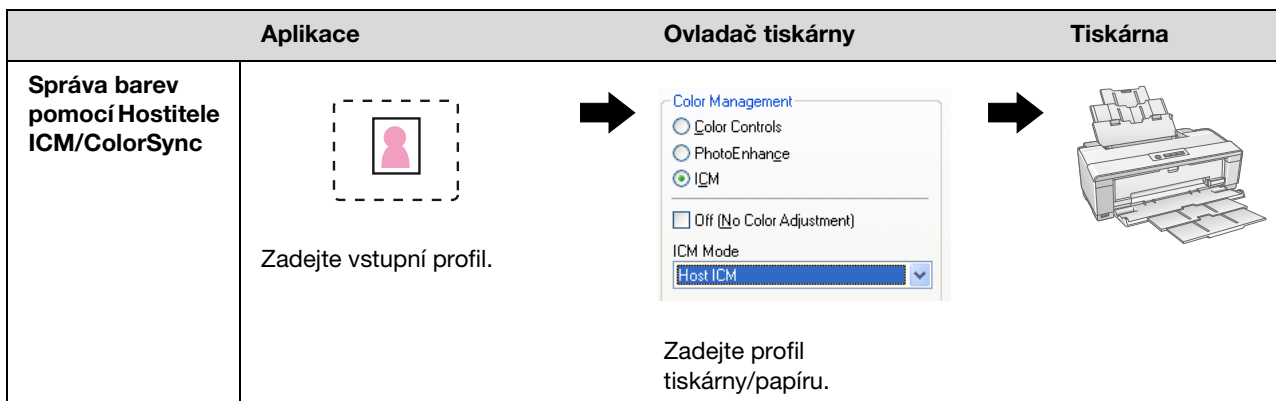 Aplikace
Ovladač tiskárny
Tiskárna
Správa barev
pomocí Hostitele
ICM/ColorSync
Zadejte vstupní profil.
Color Management
Color Controls
PhotoEnhance
ICM
Off (No Color Adjustment)
ICM Mode
Host ICM
Zadejte profil
tiskárny/papíru.